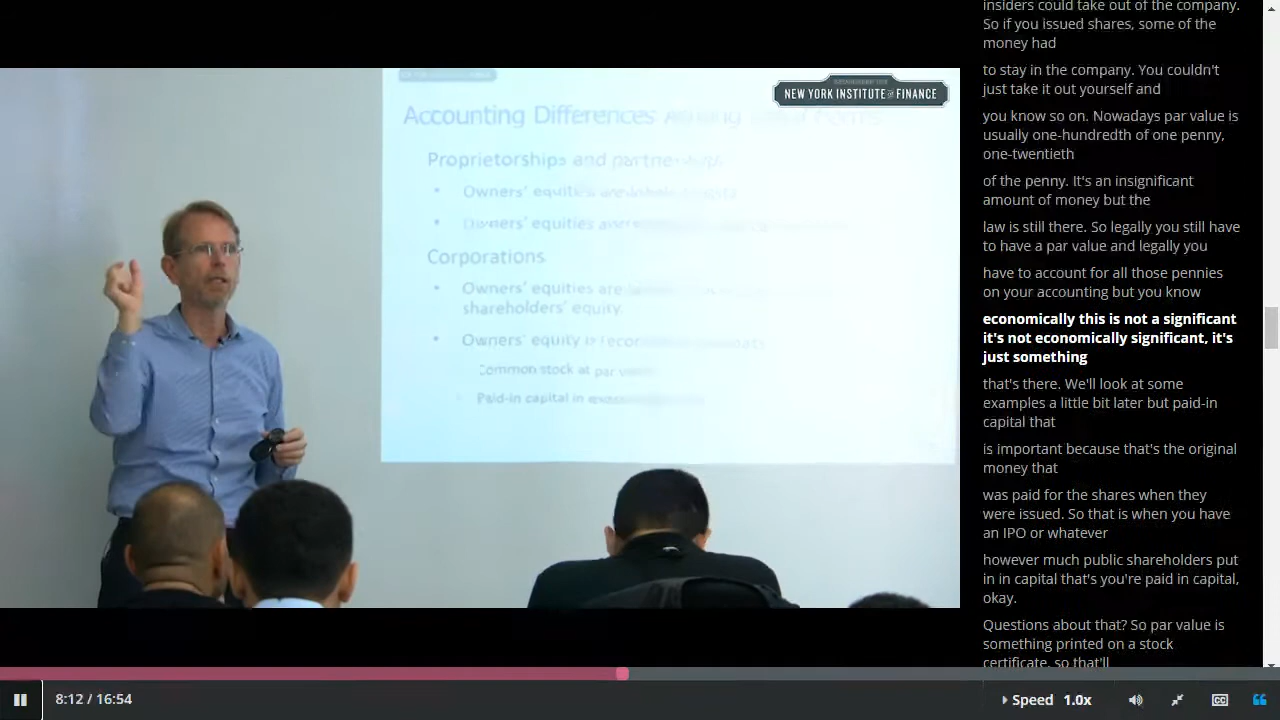 NEW YORK INSTITUTE OF FINANCE
Accounting Differences Among
Proprietorships and
Owners' equities are
Owners' equities
Corporations
Owners' equities are
shareholders' equity
Owners' equity is
Common stock at par
Paid-in capital in
insiders could take out of the company.
So if you issued shares, some of the
money had
to stay in the company. You couldn't
just take it out yourself and
you know so on. Nowadays par value is
usually one-hundredth of one penny,
one-twentieth
of the penny. It's an insignificant
amount of money but the
law is still there. So legally you still have
to have a par value and legally you
have to account for all those pennies
on your accounting but you know
economically this is not a significant
it's not economically significant, it's
just something
that's there. We'll look at some
examples a little bit later but paid-in
capital that
is important because that's the original
money that
was paid for the shares when they
were issued. So that is when you have
an IPO or whatever
however much public shareholders put
in in capital that's you're paid in capital,
okay.
Questions about that? So par value is
something printed on a stock
certificate, so that'll
8:12 / 16:54
Speed 1.0x
CC